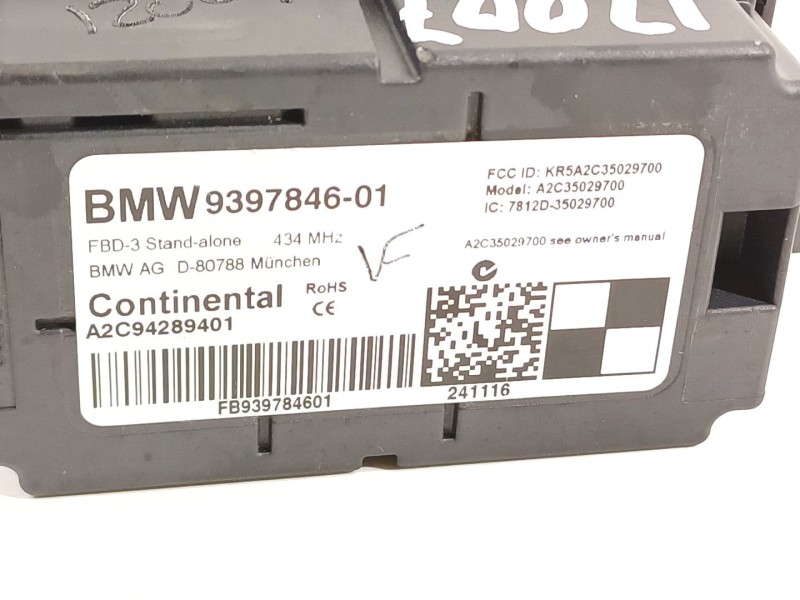 BMW 9397846-01
FBD-3 Stand-alone 434 MHz
BMW AG D-80788 München
Continental RoHS
CE
A2C94289401
FB939784601
FCC ID: KR5A2C35029700
Model: A2C35029700
IC: 7812D-35029700
A2C35029700 see owner's manual
241116